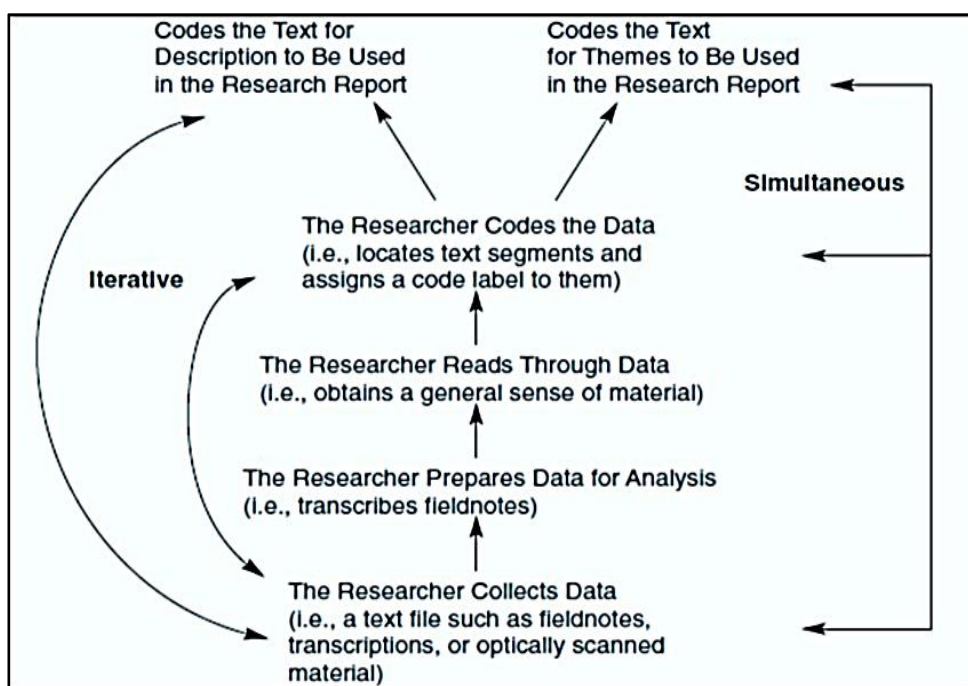 Codes the Text for
Description to Be Used
in the Research Report
Codes the Text
for Themes to Be Used
in the Research Report
Simultaneous
The Researcher Codes the Data
(i.e., locates text segments and
assigns a code label to them)
Iterative
The Researcher Reads Through Data
(i.e., obtains a general sense of material)
The Researcher Prepares Data for Analysis
(i.e., transcribes fieldnotes)
The Researcher Collects Data
(i.e., a text file such as fieldnotes,
transcriptions, or optically scanned
material)